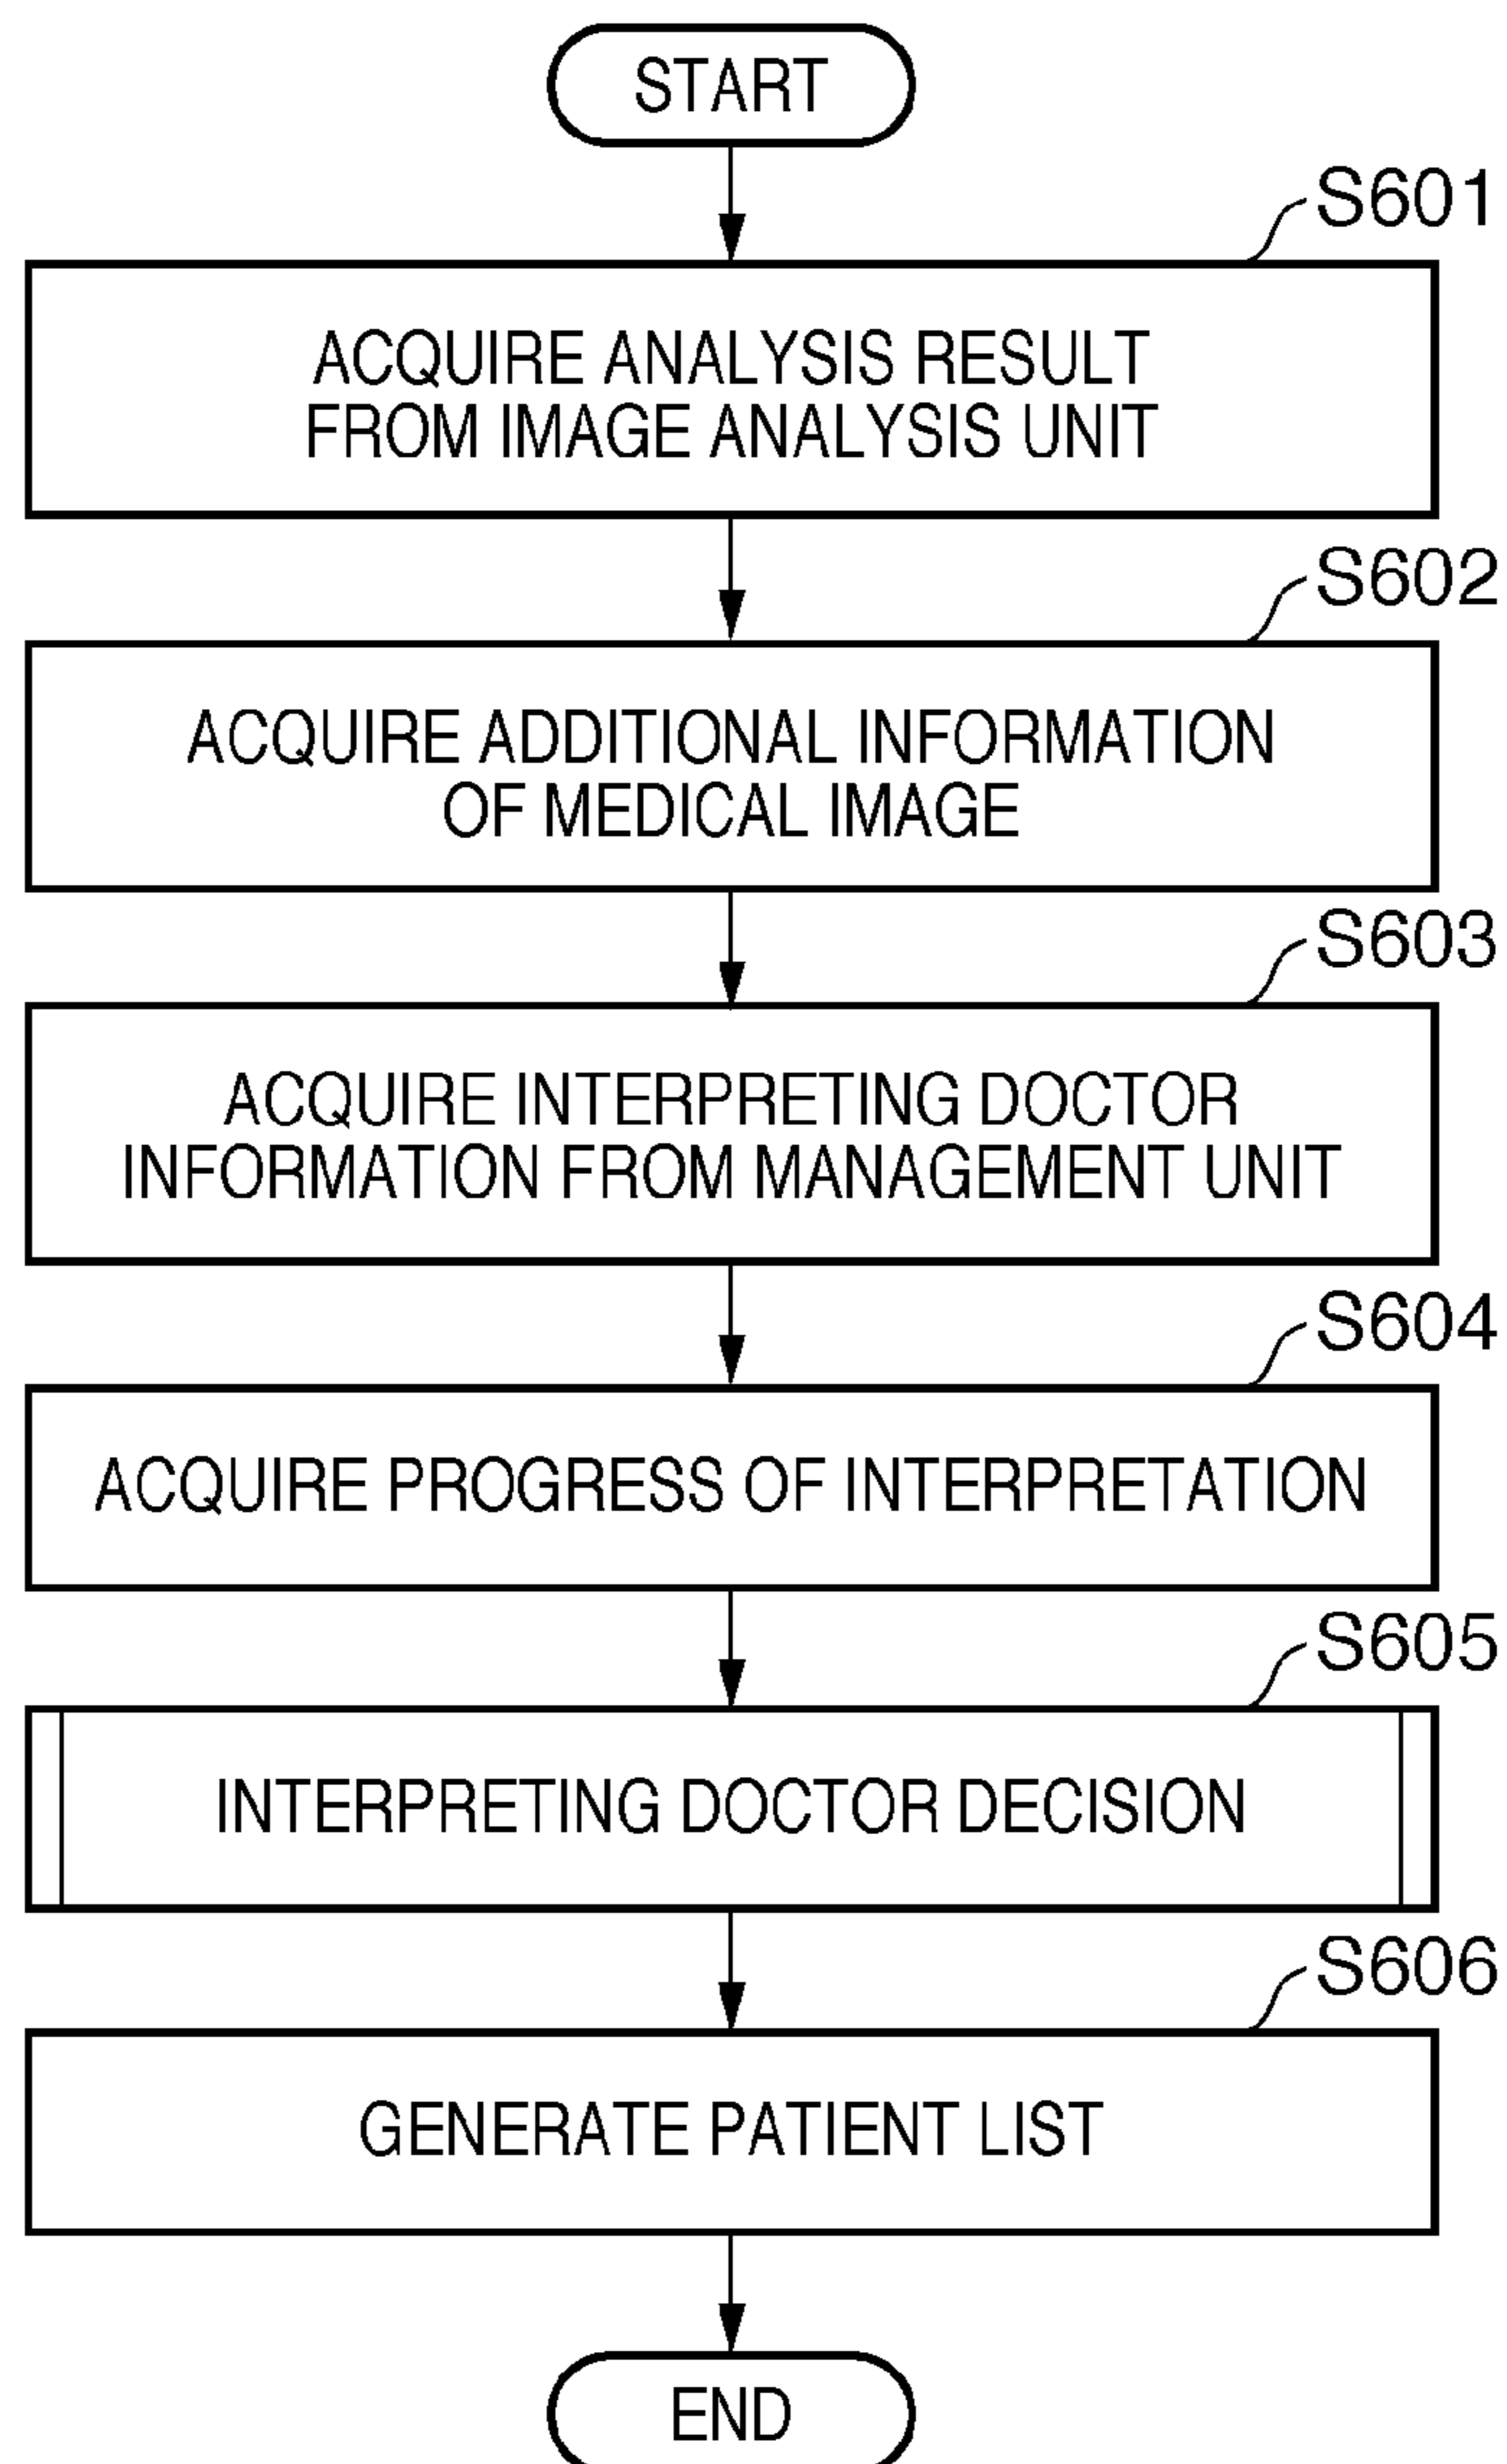 START
S601
ACQUIRE ANALYSIS RESULT
FROM IMAGE ANALYSIS UNIT
S602
ACQUIRE ADDITIONAL INFORMATION
OF MEDICAL IMAGE
S603
ACQUIRE INTERPRETING DOCTOR
INFORMATION FROM MANAGEMENT UNIT
S604
ACQUIRE PROGRESS OF INTERPRETATION
S605
INTERPRETING DOCTOR DECISION
S606
GENERATE PATIENT LIST
END